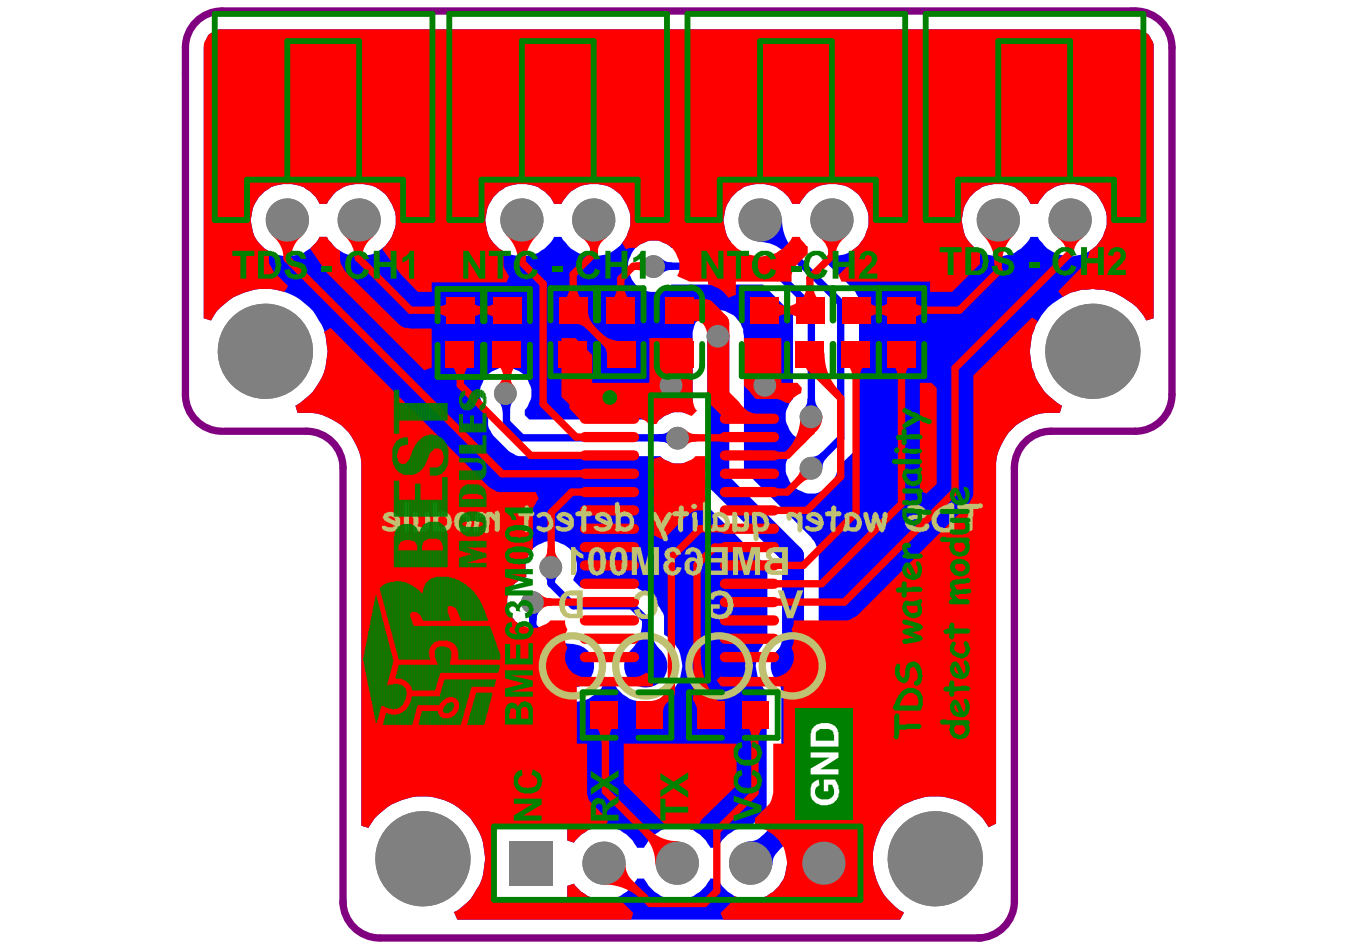 TDS - CH1
NTC - CH1
NTC -CH2
TDS - CH2
BEST
MODULES
BME63M001
TDS water quality detect module
BME63M001
D C G V
TDS water quality
detect module
NC
RX
TX
VCC
GND